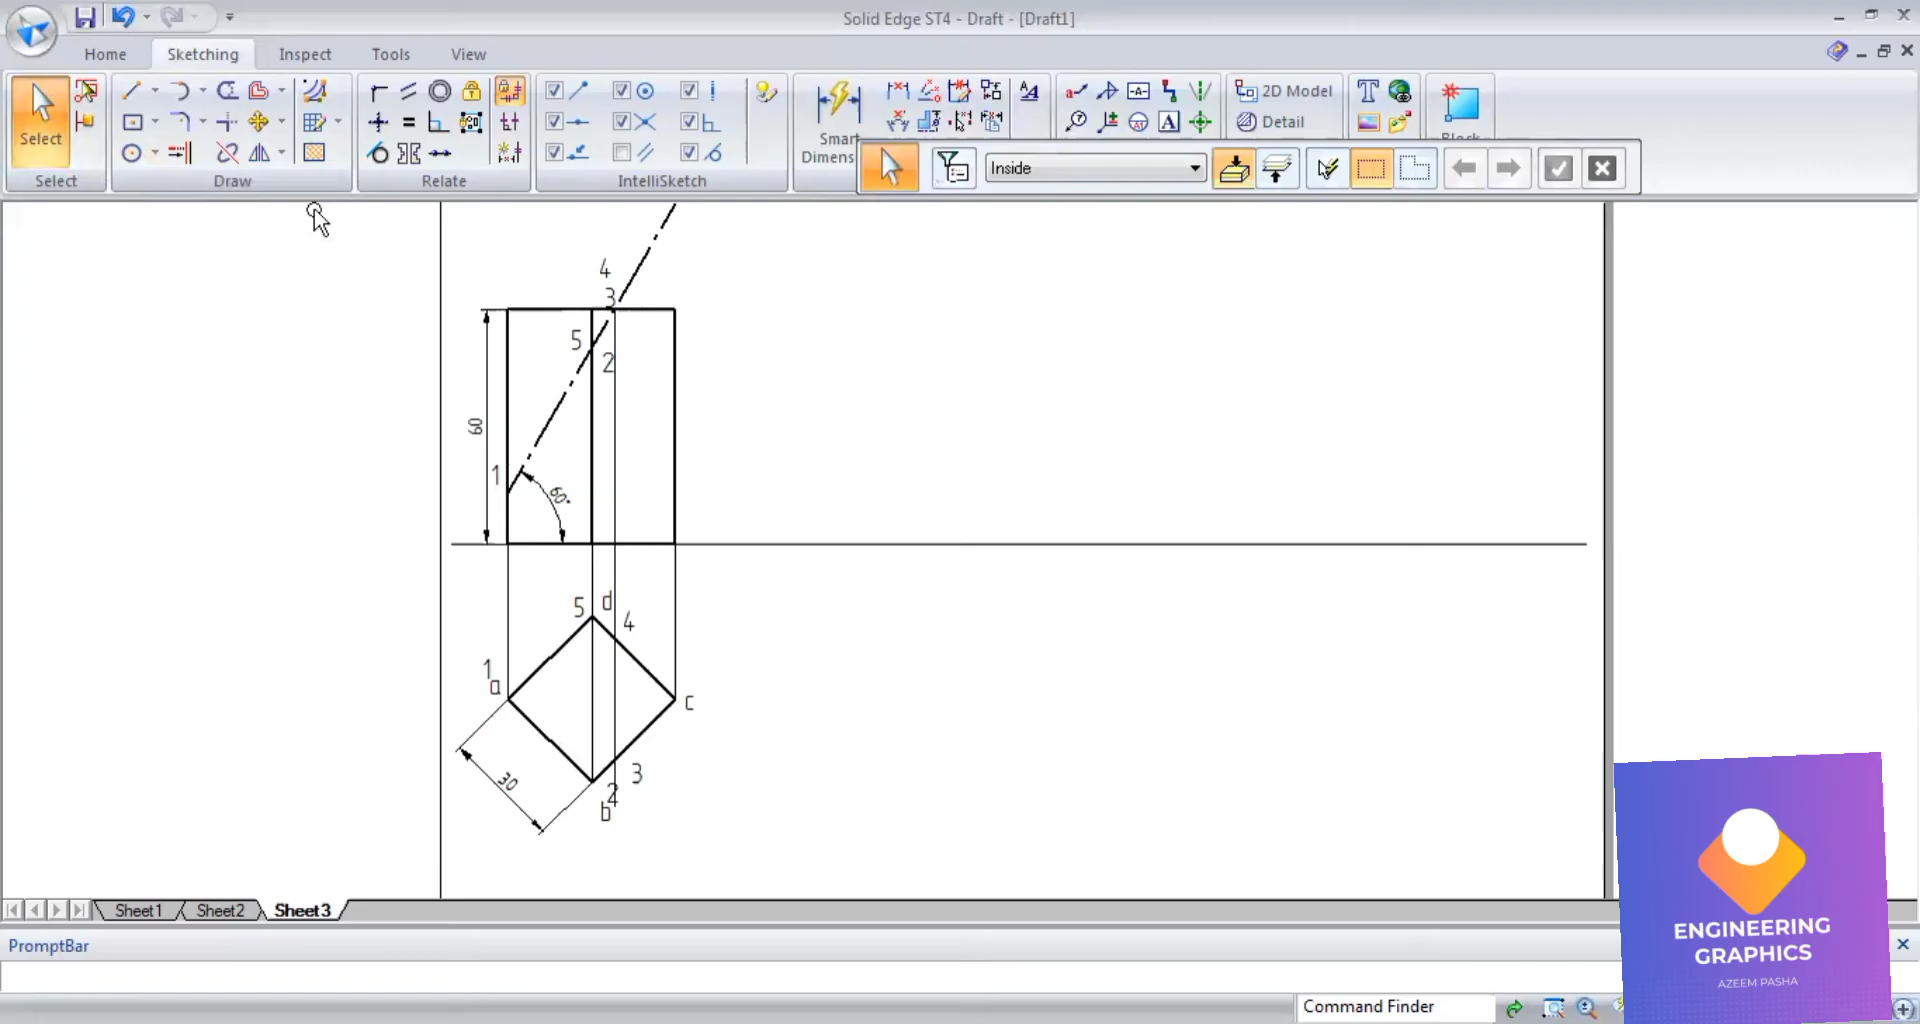 Solid Edge ST4 - Draft - [Draft1]
Home Sketching Inspect Tools View
Select
Smart
Dimens
2D Model
Detail
Inside
Select Draw Relate IntelliSketch
4
3
5
2
60
1
60°
5 d
4
1
a
c
30
3
2
b
Sheet1 Sheet2 Sheet3
PromptBar
Command Finder
ENGINEERING
GRAPHICS
AZEEM PASHA